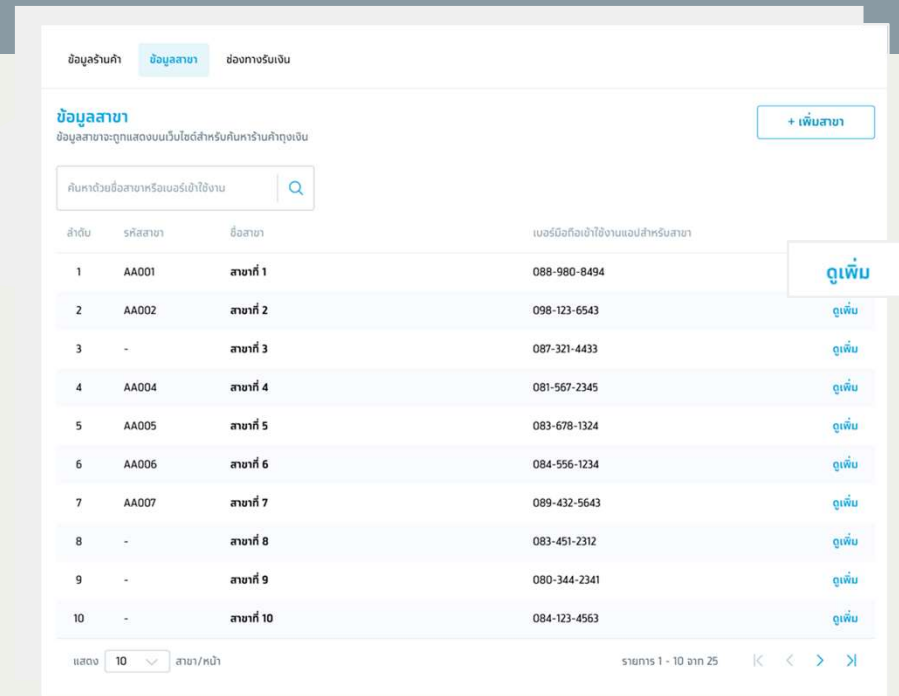 ข้อมูลร้านค้า ข้อมูลสาขา ช่องทางรับเงิน
ข้อมูลสาขา
+ เพิ่มสาขา
ข้อมูลสาขาจะถูกแสดงบนเว็บไซต์สำหรับค้นหาร้านค้าถุงเงิน
ค้นหาด้วยชื่อสาขาหรือเบอร์เข้าใช้งาน
ลำดับ รหัสสาขา ชื่อสาขา เบอร์มือถือเข้าใช้งานแอปสำหรับสาขา
1 AA001 สาขาที่ 1 088-980-8494 ดูเพิ่ม
2 AA002 สาขาที่ 2 098-123-6543 ดูเพิ่ม
3 - สาขาที่ 3 087-321-4433 ดูเพิ่ม
4 AA004 สาขาที่ 4 081-567-2345 ดูเพิ่ม
5 AA005 สาขาที่ 5 083-678-1324 ดูเพิ่ม
6 AA006 สาขาที่ 6 084-556-1234 ดูเพิ่ม
7 AA007 สาขาที่ 7 089-432-5643 ดูเพิ่ม
8 - สาขาที่ 8 083-451-2312 ดูเพิ่ม
9 - สาขาที่ 9 080-344-2341 ดูเพิ่ม
10 - สาขาที่ 10 084-123-4563 ดูเพิ่ม
แสดง 10 สาขา/หน้า รายการ 1 - 10 จาก 25